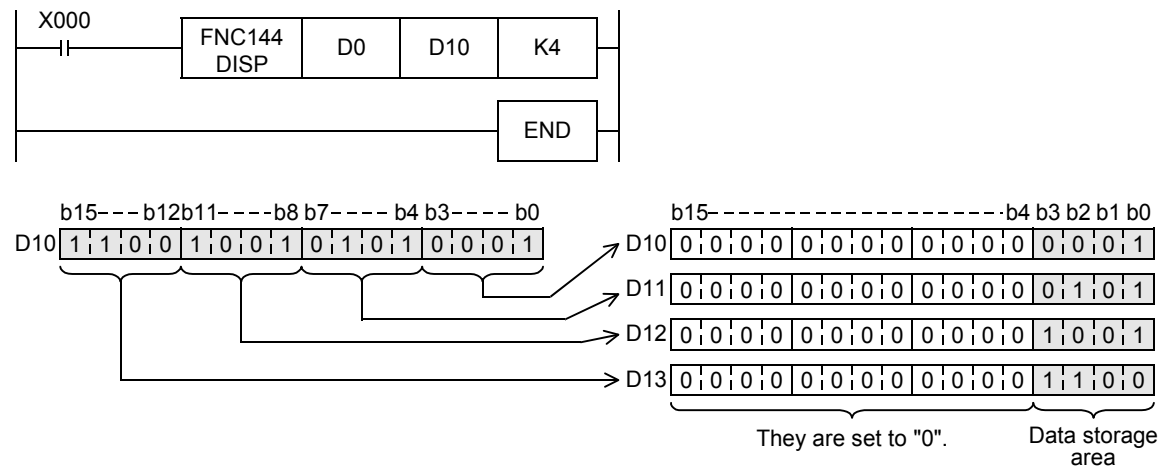 X000
FNC144
DISP
D0
D10
K4
END
b15 b12 b11 b8 b7 b4 b3 b0
D10 1 1 0 0 1 0 0 1 0 1 0 1 0 0 0 1
b15 b4 b3 b2 b1 b0
D10 0 0 0 0 0 0 0 0 0 0 0 0 0 0 0 1
D11 0 0 0 0 0 0 0 0 0 0 0 0 0 1 0 1
D12 0 0 0 0 0 0 0 0 0 0 0 0 1 0 0 1
D13 0 0 0 0 0 0 0 0 0 0 0 0 1 1 0 0
They are set to "0".
Data storage
area